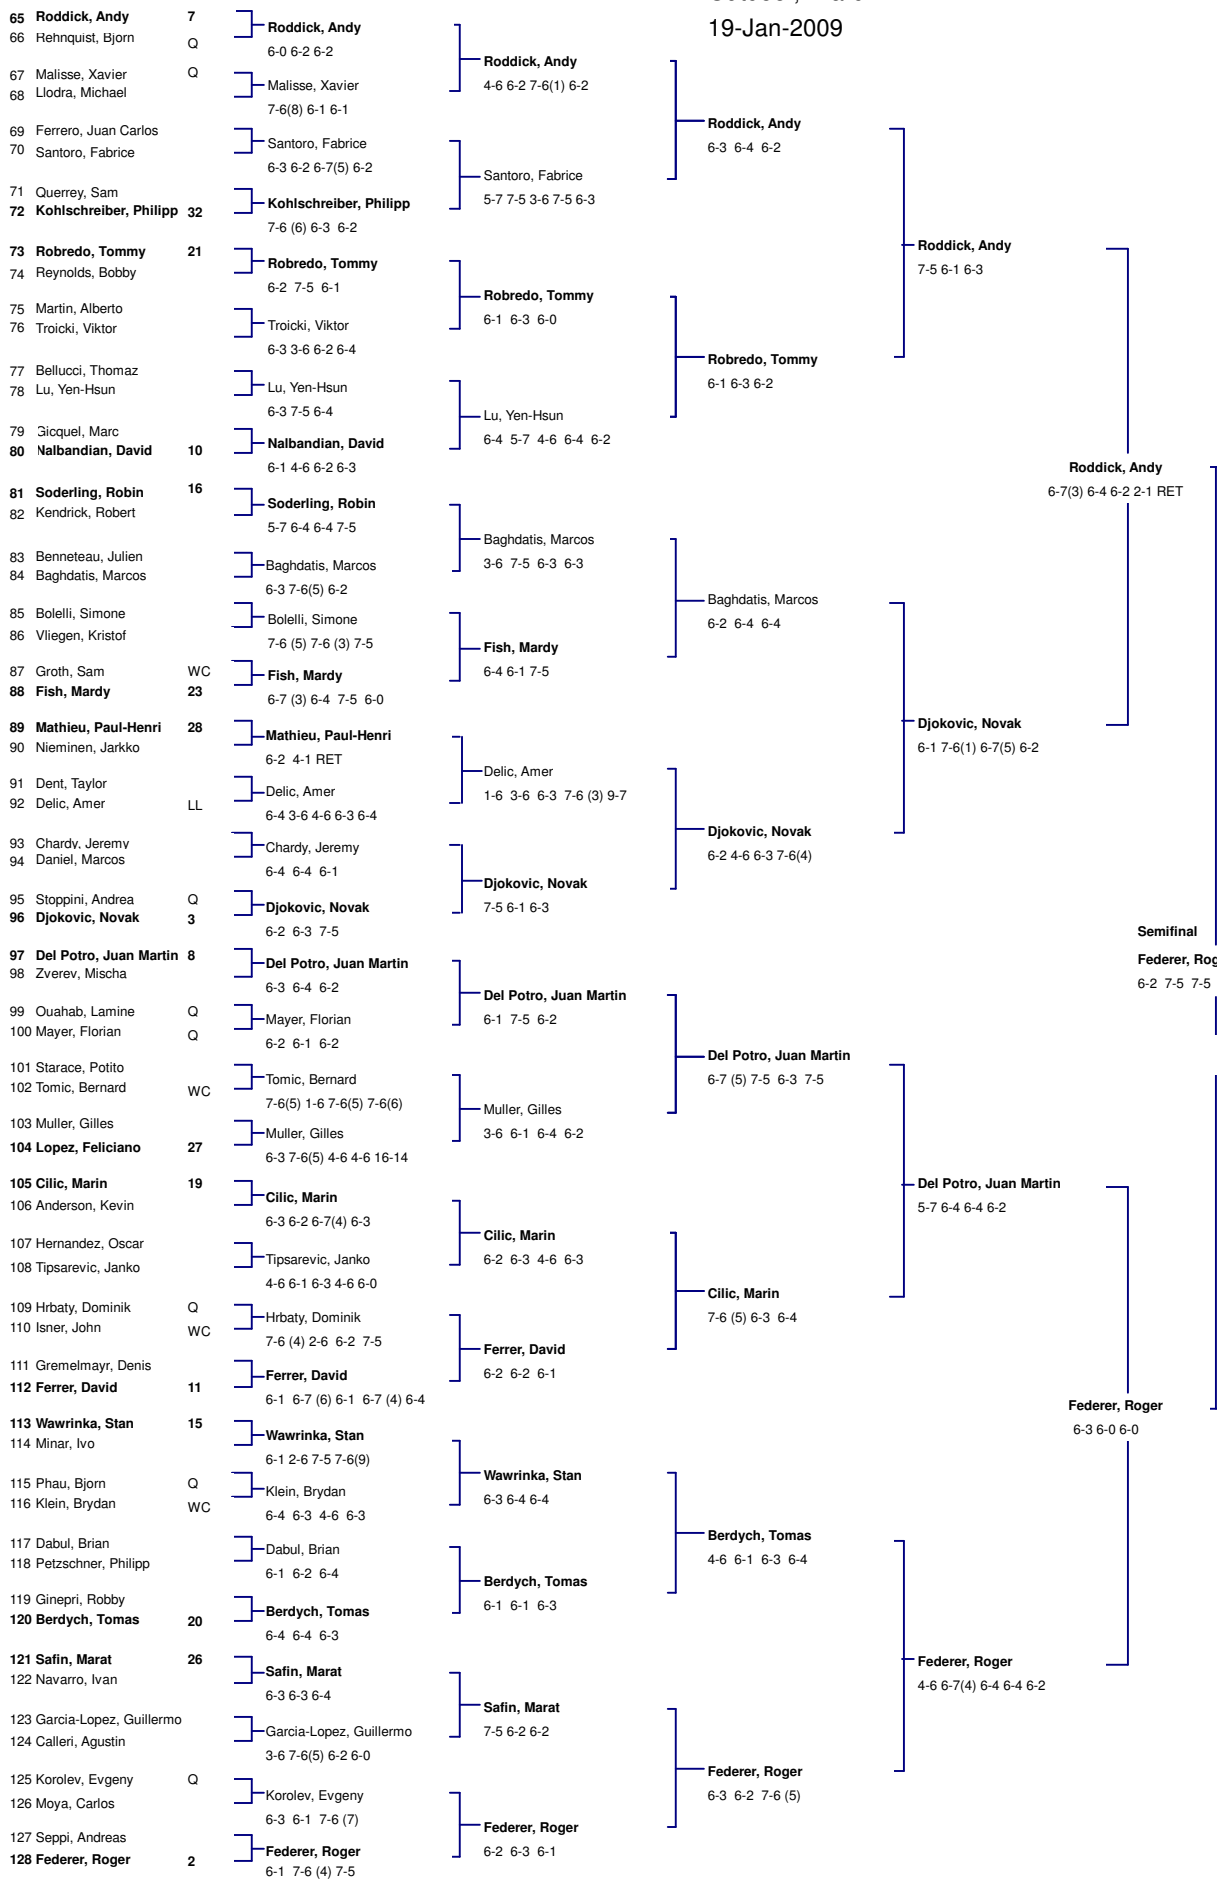 19-Jan-2009
65 Roddick, Andy 7
66 Rehnquist, Bjorn Q
67 Malisse, Xavier Q
68 Llodra, Michael
69 Ferrero, Juan Carlos
70 Santoro, Fabrice
71 Querrey, Sam
72 Kohlschreiber, Philipp 32
73 Robredo, Tommy 21
74 Reynolds, Bobby
75 Martin, Alberto
76 Troicki, Viktor
77 Bellucci, Thomaz
78 Lu, Yen-Hsun
79 Gicquel, Marc
80 Nalbandian, David 10
81 Soderling, Robin 16
82 Kendrick, Robert
83 Benneteau, Julien
84 Baghdatis, Marcos
85 Bolelli, Simone
86 Vliegen, Kristof
87 Groth, Sam WC
88 Fish, Mardy 23
89 Mathieu, Paul-Henri 28
90 Nieminen, Jarkko
91 Dent, Taylor
92 Delic, Amer LL
93 Chardy, Jeremy
94 Daniel, Marcos
95 Stoppini, Andrea Q
96 Djokovic, Novak 3
97 Del Potro, Juan Martin 8
98 Zverev, Mischa
99 Ouahab, Lamine Q
100 Mayer, Florian Q
101 Starace, Potito
102 Tomic, Bernard WC
103 Muller, Gilles
104 Lopez, Feliciano 27
105 Cilic, Marin 19
106 Anderson, Kevin
107 Hernandez, Oscar
108 Tipsarevic, Janko
109 Hrbaty, Dominik Q
110 Isner, John WC
111 Gremelmayr, Denis
112 Ferrer, David 11
113 Wawrinka, Stan 15
114 Minar, Ivo
115 Phau, Bjorn Q
116 Klein, Brydan WC
117 Dabul, Brian
118 Petzschner, Philipp
119 Ginepri, Robby
120 Berdych, Tomas 20
121 Safin, Marat 26
122 Navarro, Ivan
123 Garcia-Lopez, Guillermo
124 Calleri, Agustin
125 Korolev, Evgeny Q
126 Moya, Carlos
127 Seppi, Andreas
128 Federer, Roger 2
Roddick, Andy
6-0 6-2 6-2
Malisse, Xavier
7-6(8) 6-1 6-1
Santoro, Fabrice
6-3 6-2 6-7(5) 6-2
Kohlschreiber, Philipp
7-6 (6) 6-3 6-2
Robredo, Tommy
6-2 7-5 6-1
Troicki, Viktor
6-3 3-6 6-2 6-4
Lu, Yen-Hsun
6-3 7-5 6-4
Nalbandian, David
6-1 4-6 6-2 6-3
Soderling, Robin
5-7 6-4 6-4 7-5
Baghdatis, Marcos
6-3 7-6(5) 6-2
Bolelli, Simone
7-6 (5) 7-6 (3) 7-5
Fish, Mardy
6-7 (3) 6-4 7-5 6-0
Mathieu, Paul-Henri
6-2 4-1 RET
Delic, Amer
6-4 3-6 4-6 6-3 6-4
Chardy, Jeremy
6-4 6-4 6-1
Djokovic, Novak
6-2 6-3 7-5
Del Potro, Juan Martin
6-3 6-4 6-2
Mayer, Florian
6-2 6-1 6-2
Tomic, Bernard
7-6(5) 1-6 7-6(5) 7-6(6)
Muller, Gilles
6-3 7-6(5) 4-6 4-6 16-14
Cilic, Marin
6-3 6-2 6-7(4) 6-3
Tipsarevic, Janko
4-6 6-1 6-3 4-6 6-0
Hrbaty, Dominik
7-6 (4) 2-6 6-2 7-5
Ferrer, David
6-1 6-7 (6) 6-1 6-7 (4) 6-4
Wawrinka, Stan
6-1 2-6 7-5 7-6(9)
Klein, Brydan
6-4 6-3 4-6 6-3
Dabul, Brian
6-1 6-2 6-4
Berdych, Tomas
6-4 6-4 6-3
Safin, Marat
6-3 6-3 6-4
Garcia-Lopez, Guillermo
3-6 7-6(5) 6-2 6-0
Korolev, Evgeny
6-3 6-1 7-6 (7)
Federer, Roger
6-1 7-6 (4) 7-5
Roddick, Andy
4-6 6-2 7-6(1) 6-2
Santoro, Fabrice
5-7 7-5 3-6 7-5 6-3
Robredo, Tommy
6-1 6-3 6-0
Lu, Yen-Hsun
6-4 5-7 4-6 6-4 6-2
Baghdatis, Marcos
3-6 7-5 6-3 6-3
Fish, Mardy
6-4 6-1 7-5
Delic, Amer
1-6 3-6 6-3 7-6 (3) 9-7
Djokovic, Novak
7-5 6-1 6-3
Del Potro, Juan Martin
6-1 7-5 6-2
Muller, Gilles
3-6 6-1 6-4 6-2
Cilic, Marin
6-2 6-3 4-6 6-3
Ferrer, David
6-2 6-2 6-1
Wawrinka, Stan
6-3 6-4 6-4
Berdych, Tomas
6-1 6-1 6-3
Safin, Marat
7-5 6-2 6-2
Federer, Roger
6-2 6-3 6-1
Roddick, Andy
6-3 6-4 6-2
Robredo, Tommy
6-1 6-3 6-2
Baghdatis, Marcos
6-2 6-4 6-4
Djokovic, Novak
6-2 4-6 6-3 7-6(4)
Del Potro, Juan Martin
6-7 (5) 7-5 6-3 7-5
Cilic, Marin
7-6 (5) 6-3 6-4
Berdych, Tomas
4-6 6-1 6-3 6-4
Federer, Roger
6-3 6-2 7-6 (5)
Roddick, Andy
7-5 6-1 6-3
Djokovic, Novak
6-1 7-6(1) 6-7(5) 6-2
Del Potro, Juan Martin
5-7 6-4 6-4 6-2
Federer, Roger
4-6 6-7(4) 6-4 6-4 6-2
Roddick, Andy
6-7(3) 6-4 6-2 2-1 RET
Federer, Roger
6-3 6-0 6-0
Semifinal
Federer, Rog
6-2 7-5 7-5